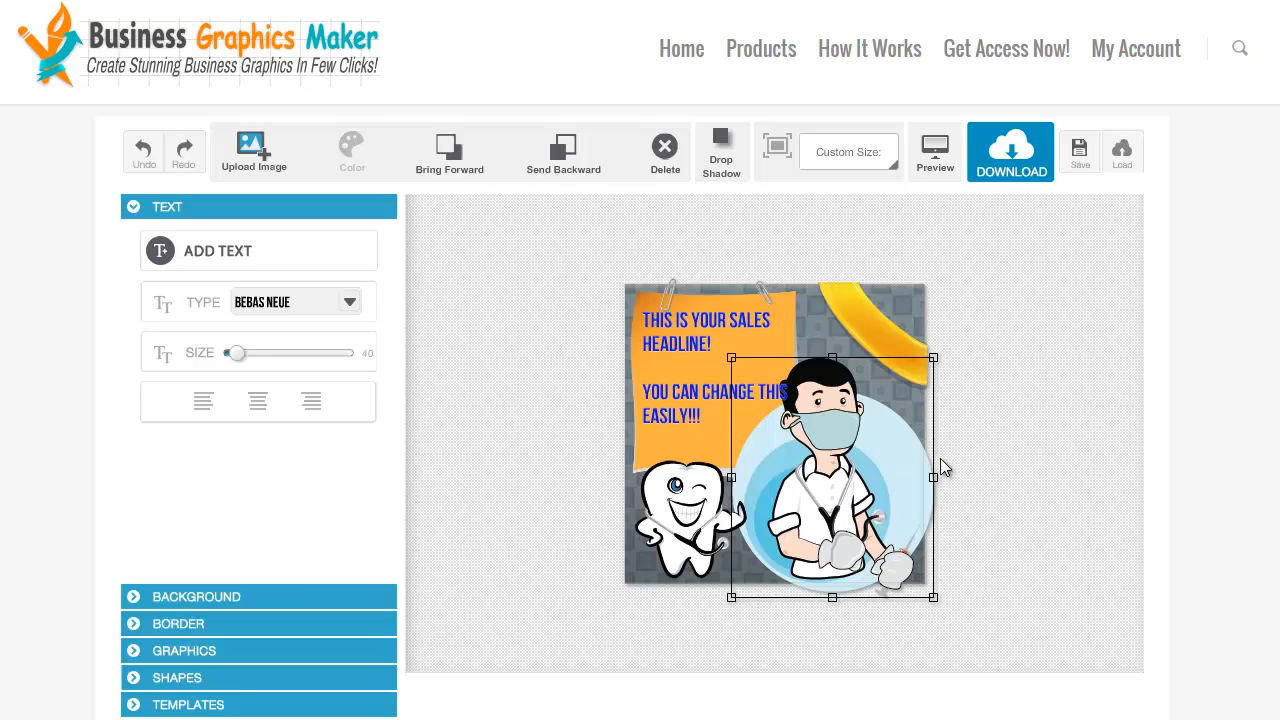 Business Graphics Maker
Create Stunning Business Graphics In Few Clicks!
Home Products How It Works Get Access Now! My Account
Undo Redo Upload Image Color Bring Forward Send Backward Delete Drop Shadow Custom Size: Preview DOWNLOAD Save Load
TEXT
T+ ADD TEXT
TT TYPE BEBAS NEUE
TT SIZE 40
THIS IS YOUR SALES
HEADLINE!
YOU CAN CHANGE THIS
EASILY!!!
BACKGROUND
BORDER
GRAPHICS
SHAPES
TEMPLATES